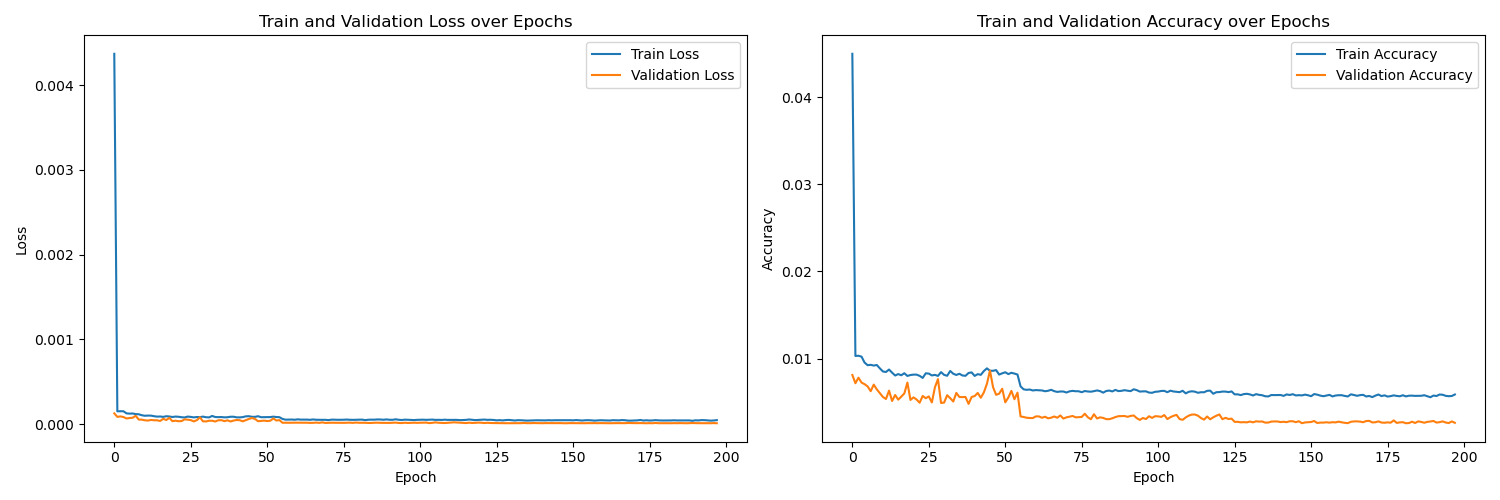 Train and Validation Loss over Epochs
Train Loss
Validation Loss
0.004
0.003
0.002
0.001
0.000
Loss
0 25 50 75 100 125 150 175 200
Epoch
Train and Validation Accuracy over Epochs
Train Accuracy
Validation Accuracy
0.04
0.03
0.02
0.01
Accuracy
0 25 50 75 100 125 150 175 200
Epoch